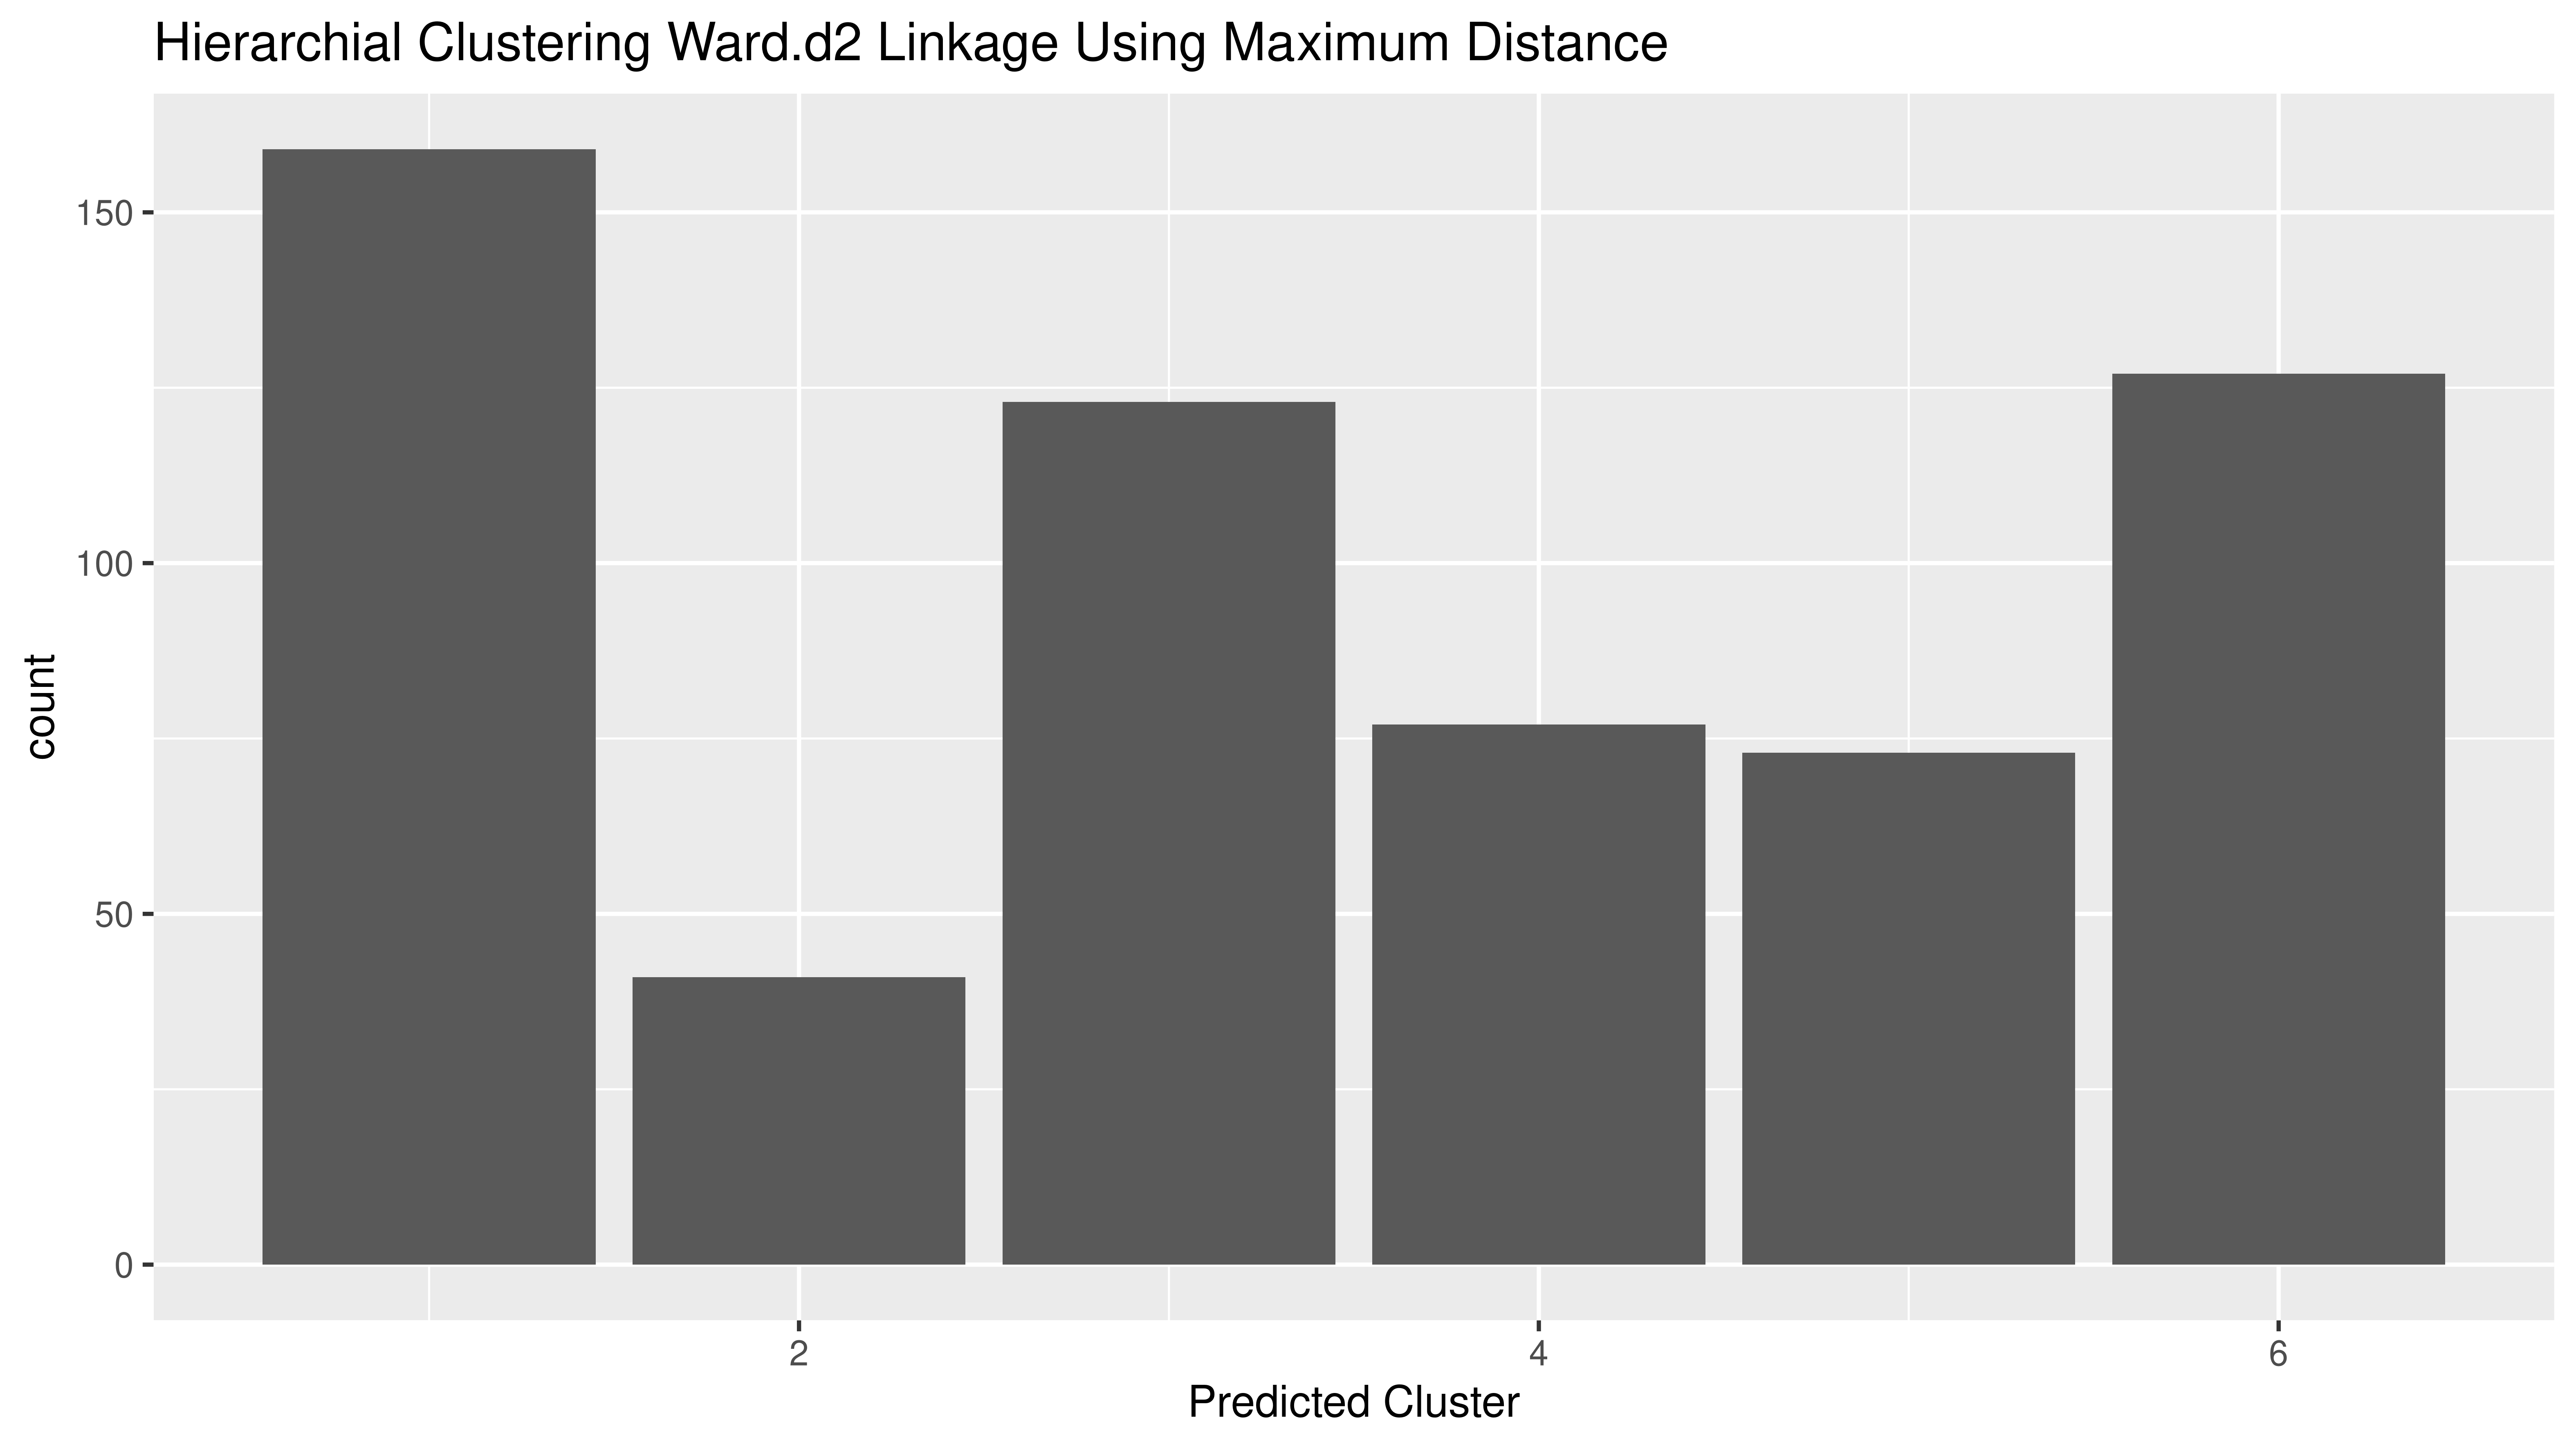 Hierarchial Clustering Ward.d2 Linkage Using Maximum Distance
150
100
50
0
count
2 4 6
Predicted Cluster